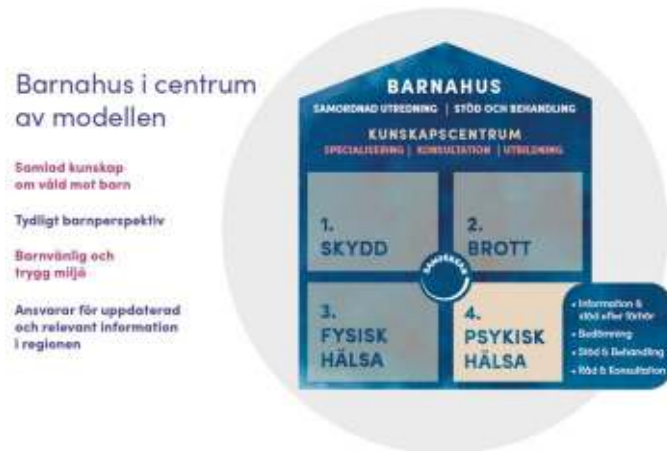 Barnahus i centrum
av modellen
Samlad kunskap
om våld mot barn
Tydligt barnperspektiv
Barnvänlig och
trygg miljö
Ansvarar för uppdaterad
och relevant information
i regionen
BARNAHUS
SAMORDNAD UTREDNING | STÖD OCH BEHANDLING
KUNSKAPSCENTRUM
SPECIALISERING | KONSULTATION | UTBILDNING
1.
SKYDD
2.
BROTT
SAMVERKAN
3.
FYSISK
HÄLSA
4.
PSYKISK
HÄLSA
• Information &
stöd efter förhör
• Bedömning
• Stöd & Behandling
• Råd & Konsultation